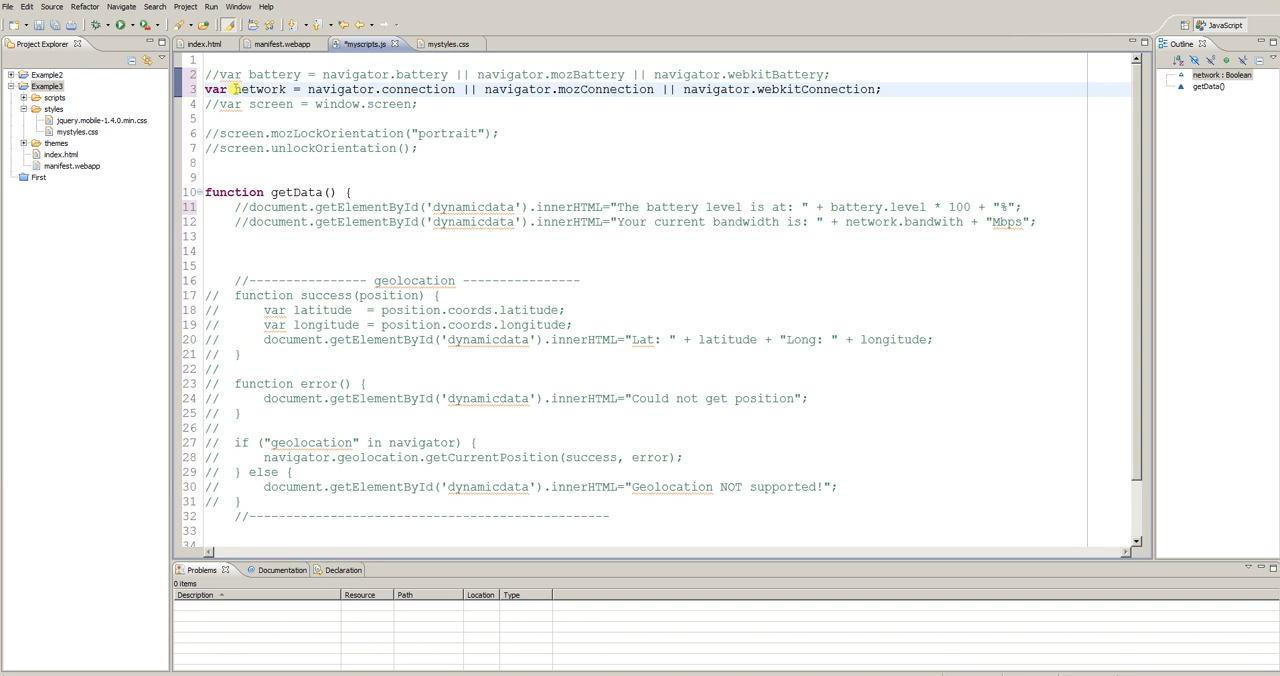 File Edit Source Refactor Navigate Search Project Run Window Help
JavaScript
Project Explorer
index.html manifest.webapp *myscripts.js mystyles.css
Outline
Example2
Example3
scripts
styles
jquery.mobile-1.4.0.min.css
mystyles.css
themes
index.html
manifest.webapp
First
1
2 //var battery = navigator.battery || navigator.mozBattery || navigator.webkitBattery;
3 var network = navigator.connection || navigator.mozConnection || navigator.webkitConnection;
4 //var screen = window.screen;
5
6 //screen.mozLockOrientation("portrait");
7 //screen.unlockOrientation();
8
9
10 function getData() {
11 //document.getElementById('dynamicdata').innerHTML="The battery level is at: " + battery.level * 100 + "%";
12 //document.getElementById('dynamicdata').innerHTML="Your current bandwidth is: " + network.bandwith + "Mbps";
13
14
15
16 //---------------- geolocation ----------------
17 // function success(position) {
18 // var latitude = position.coords.latitude;
19 // var longitude = position.coords.longitude;
20 // document.getElementById('dynamicdata').innerHTML="Lat: " + latitude + "Long: " + longitude;
21 // }
22 //
23 // function error() {
24 // document.getElementById('dynamicdata').innerHTML="Could not get position";
25 // }
26 //
27 // if ("geolocation" in navigator) {
28 // navigator.geolocation.getCurrentPosition(success, error);
29 // } else {
30 // document.getElementById('dynamicdata').innerHTML="Geolocation NOT supported!";
31 // }
32 //-------------------------------------------------
33
34
network : Boolean
getData()
Problems Documentation Declaration
0 items
Description Resource Path Location Type